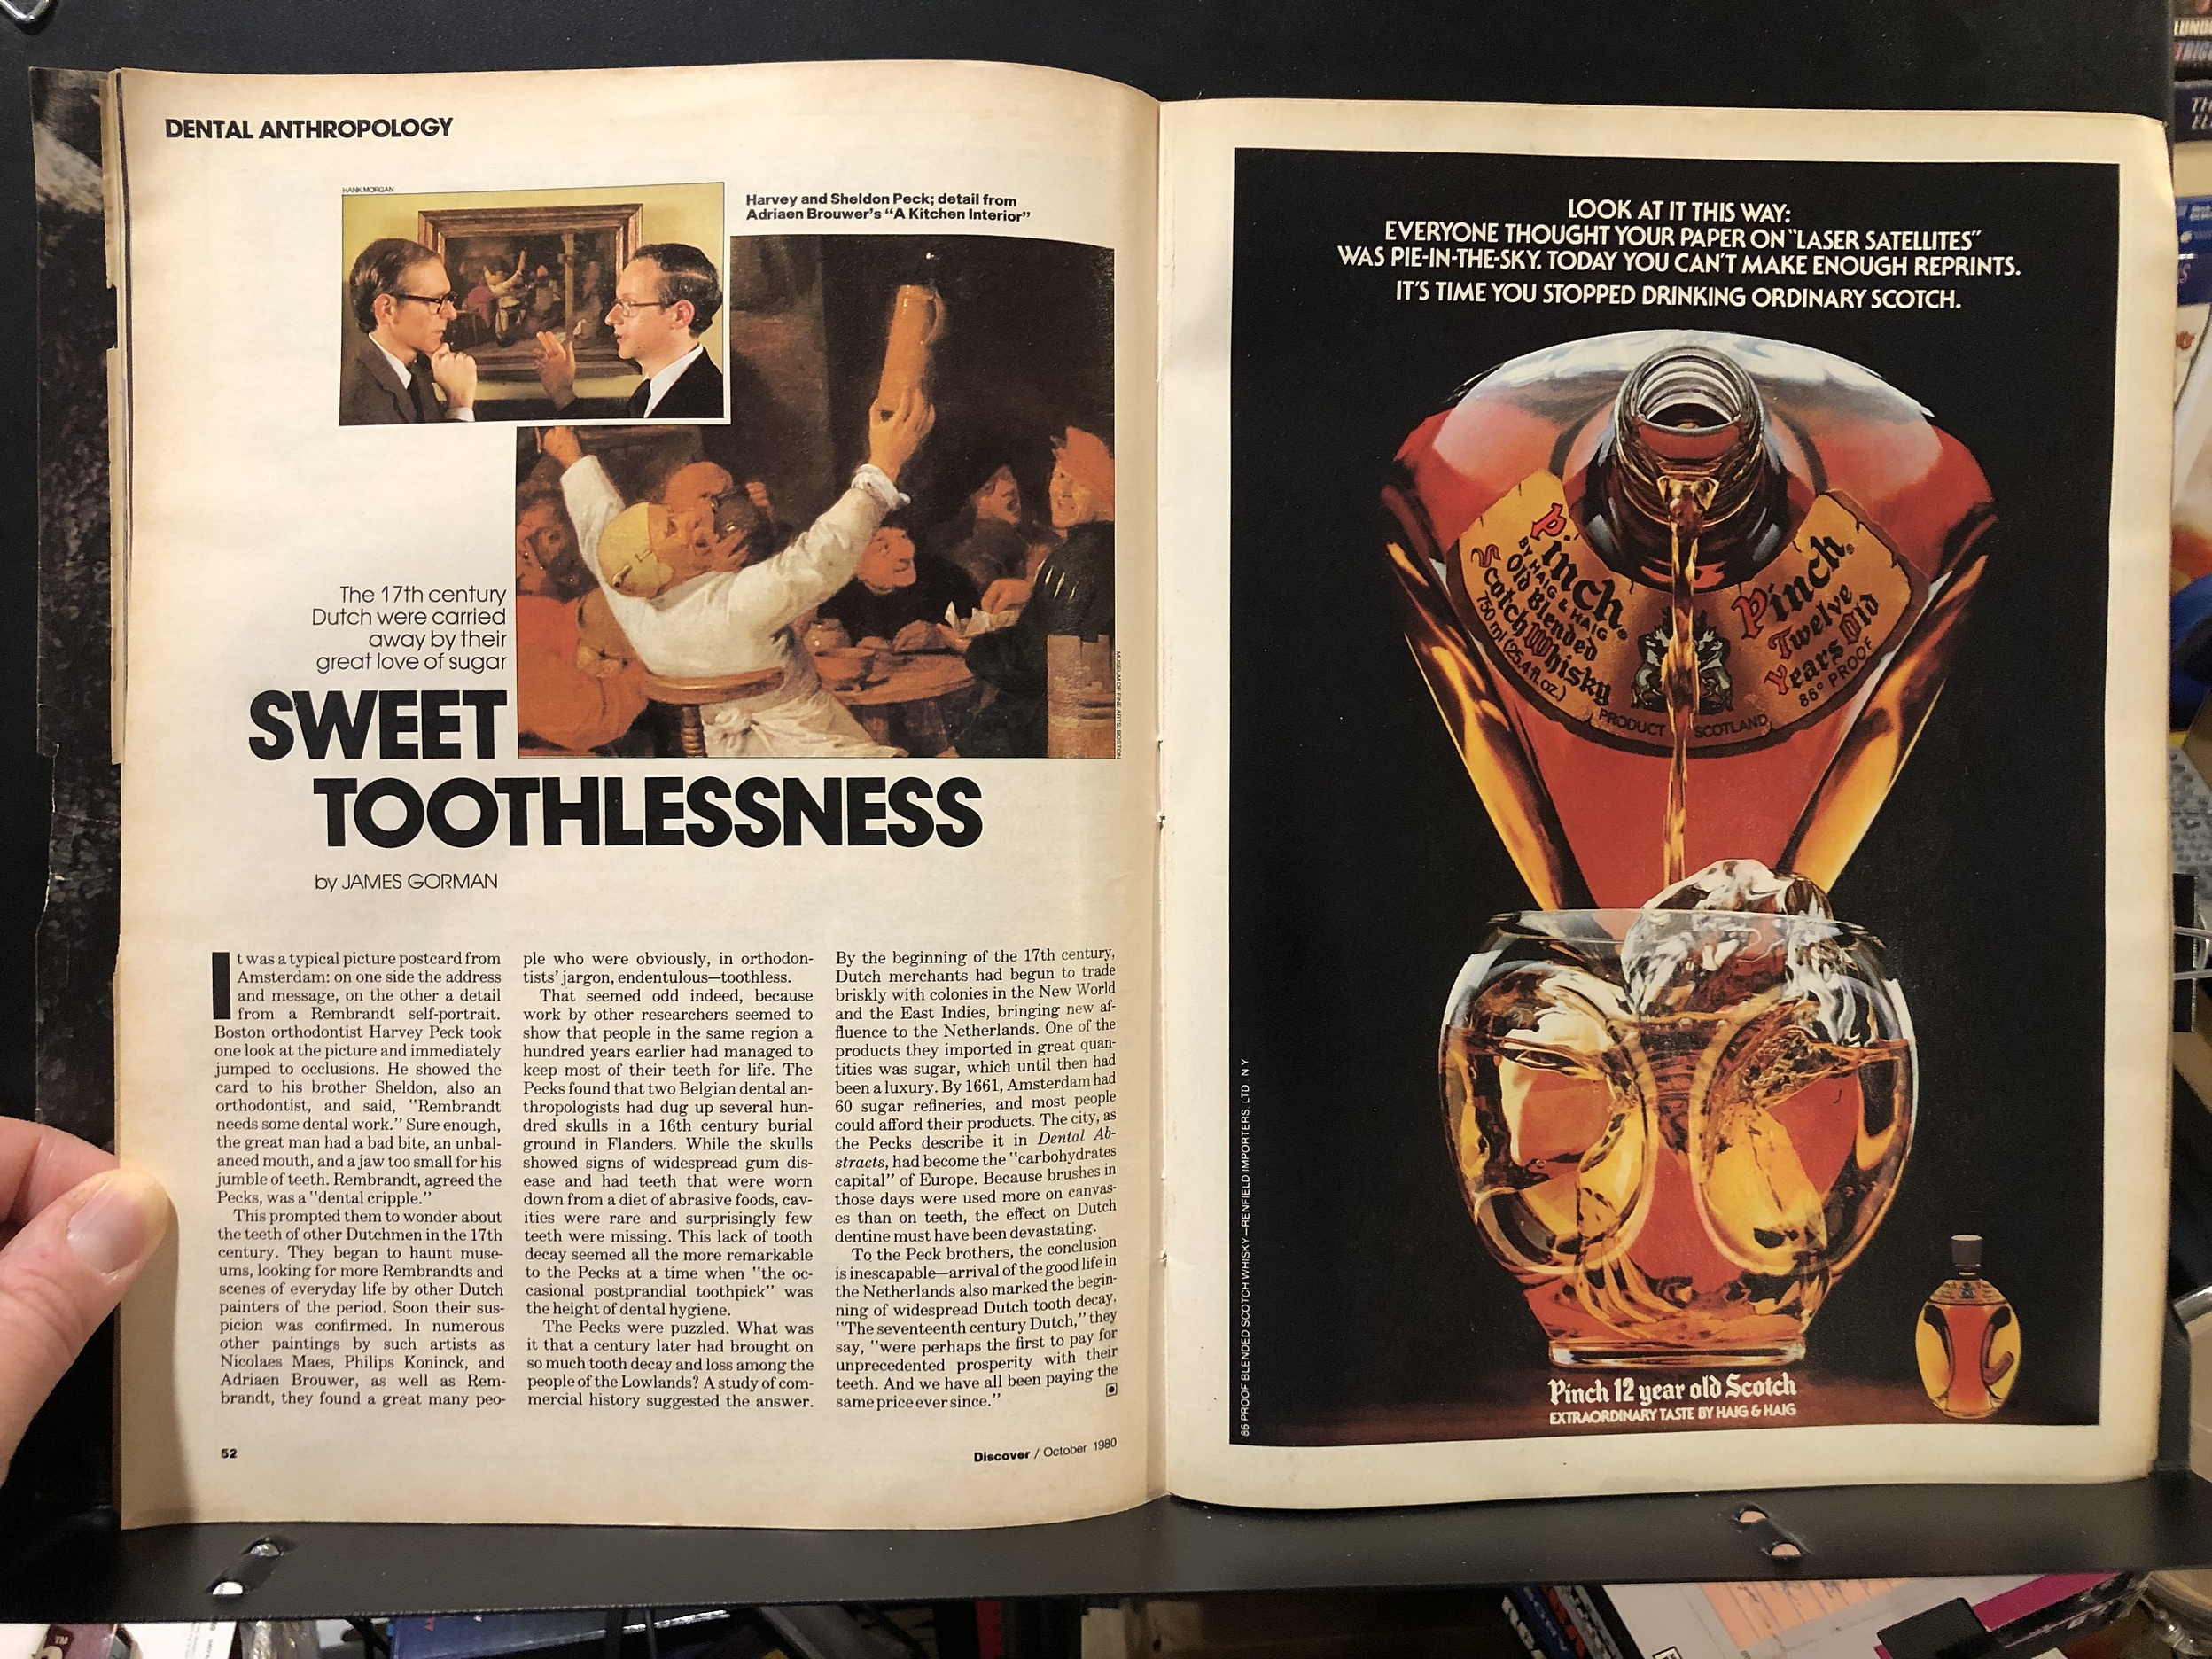 DENTAL ANTHROPOLOGY
HANK MORGAN
Harvey and Sheldon Peck; detail from
Adriaen Brouwer's "A Kitchen Interior"
MUSEUM OF FINE ARTS BOSTON
The 17th century
Dutch were carried
away by their
great love of sugar
SWEET
TOOTHLESSNESS
by JAMES GORMAN
It was a typical picture postcard from
Amsterdam: on one side the address
and message, on the other a detail
from a Rembrandt self-portrait.
Boston orthodontist Harvey Peck took
one look at the picture and immediately
jumped to occlusions. He showed the
card to his brother Sheldon, also an
orthodontist, and said, "Rembrandt
needs some dental work." Sure enough,
the great man had a bad bite, an unbal-
anced mouth, and a jaw too small for his
jumble of teeth. Rembrandt, agreed the
Pecks, was a "dental cripple."
This prompted them to wonder about
the teeth of other Dutchmen in the 17th
century. They began to haunt muse-
ums, looking for more Rembrandts and
scenes of everyday life by other Dutch
painters of the period. Soon their sus-
picion was confirmed. In numerous
other paintings by such artists as
Nicolaes Maes, Philips Koninck, and
Adriaen Brouwer, as well as Rem-
brandt, they found a great many peo-
ple who were obviously, in orthodon-
tists' jargon, endentulous—toothless.
That seemed odd indeed, because
work by other researchers seemed to
show that people in the same region a
hundred years earlier had managed to
keep most of their teeth for life. The
Pecks found that two Belgian dental an-
thropologists had dug up several hun-
dred skulls in a 16th century burial
ground in Flanders. While the skulls
showed signs of widespread gum dis-
ease and had teeth that were worn
down from a diet of abrasive foods, cav-
ities were rare and surprisingly few
teeth were missing. This lack of tooth
decay seemed all the more remarkable
to the Pecks at a time when "the oc-
casional postprandial toothpick" was
the height of dental hygiene.
The Pecks were puzzled. What was
it that a century later had brought on
so much tooth decay and loss among the
people of the Lowlands? A study of com-
mercial history suggested the answer.
By the beginning of the 17th century,
Dutch merchants had begun to trade
briskly with colonies in the New World
and the East Indies, bringing new af-
fluence to the Netherlands. One of the
products they imported in great quan-
tities was sugar, which until then had
been a luxury. By 1661, Amsterdam had
60 sugar refineries, and most people
could afford their products. The city, as
the Pecks describe it in Dental Ab-
stracts, had become the "carbohydrates
capital" of Europe. Because brushes in
those days were used more on canvas-
es than on teeth, the effect on Dutch
dentine must have been devastating.
To the Peck brothers, the conclusion
is inescapable—arrival of the good life in
the Netherlands also marked the begin-
ning of widespread Dutch tooth decay.
"The seventeenth century Dutch," they
say, "were perhaps the first to pay for
unprecedented prosperity with their
teeth. And we have all been paying the
same price ever since."
52
Discover / October 1980
LOOK AT IT THIS WAY:
EVERYONE THOUGHT YOUR PAPER ON "LASER SATELLITES"
WAS PIE-IN-THE-SKY. TODAY YOU CAN'T MAKE ENOUGH REPRINTS.
IT'S TIME YOU STOPPED DRINKING ORDINARY SCOTCH.
Pinch®
BY HAIG & HAIG
Old Blended
Scotch Whisky
750 ml (25.4 fl. oz.)
Pinch®
Twelve
Years Old
86° PROOF
PRODUCT SCOTLAND
86 PROOF BLENDED SCOTCH WHISKY—RENFIELD IMPORTERS, LTD. N.Y.
Pinch 12 year old Scotch
EXTRAORDINARY TASTE BY HAIG & HAIG